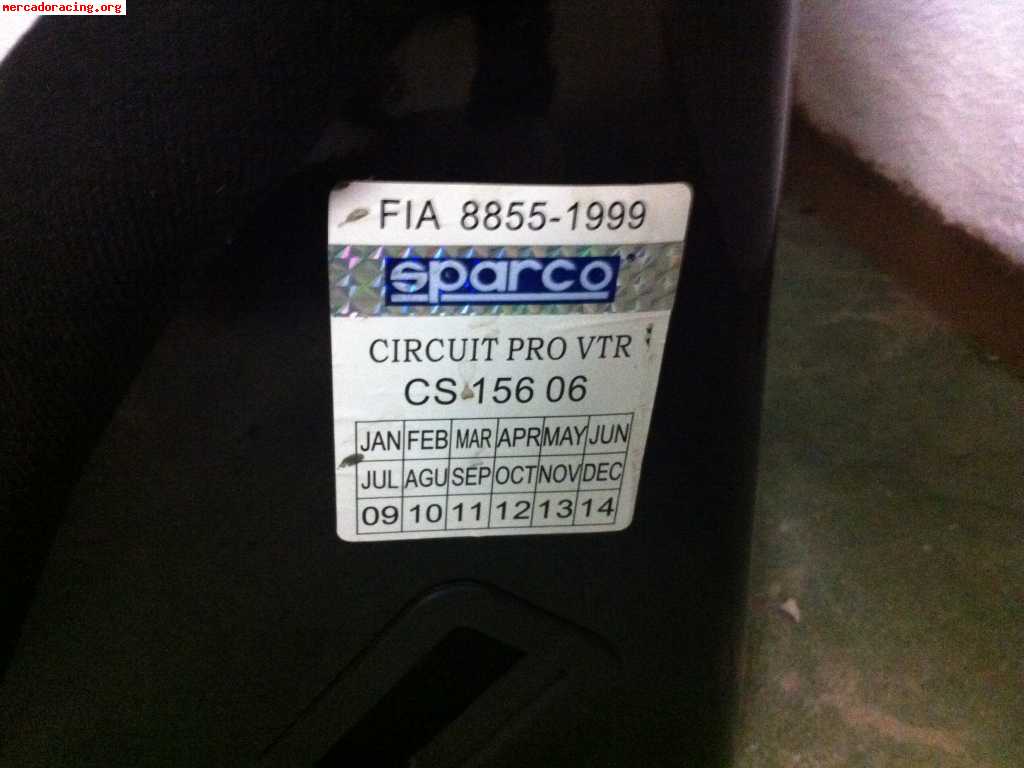 mercadoracing.org
FIA 8855-1999
sparco
CIRCUIT PRO VTR
CS 156 06
JAN FEB MAR APR MAY JUN
JUL AGU SEP OCT NOV DEC
09 10 11 12 13 14